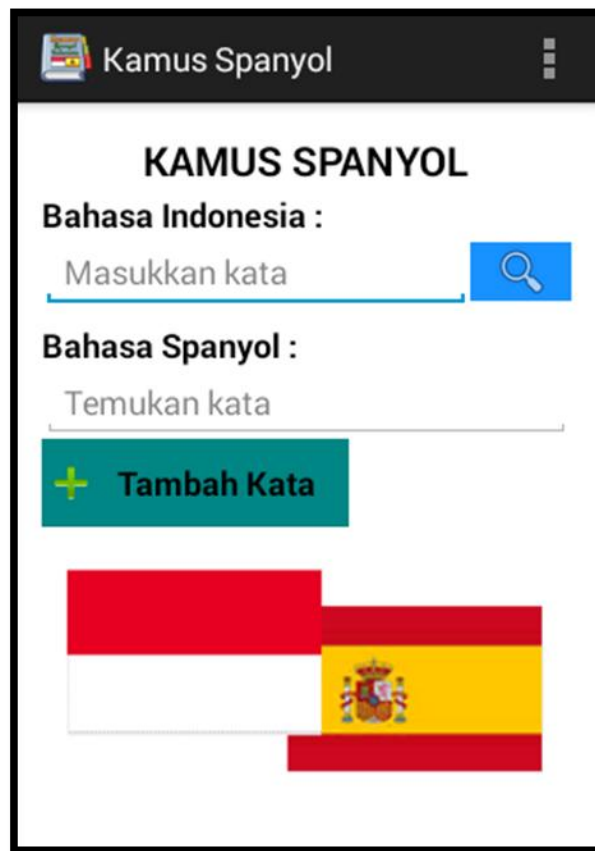 Kamus Spanyol
KAMUS SPANYOL
Bahasa Indonesia :
Masukkan kata
Bahasa Spanyol :
Temukan kata
Tambah Kata